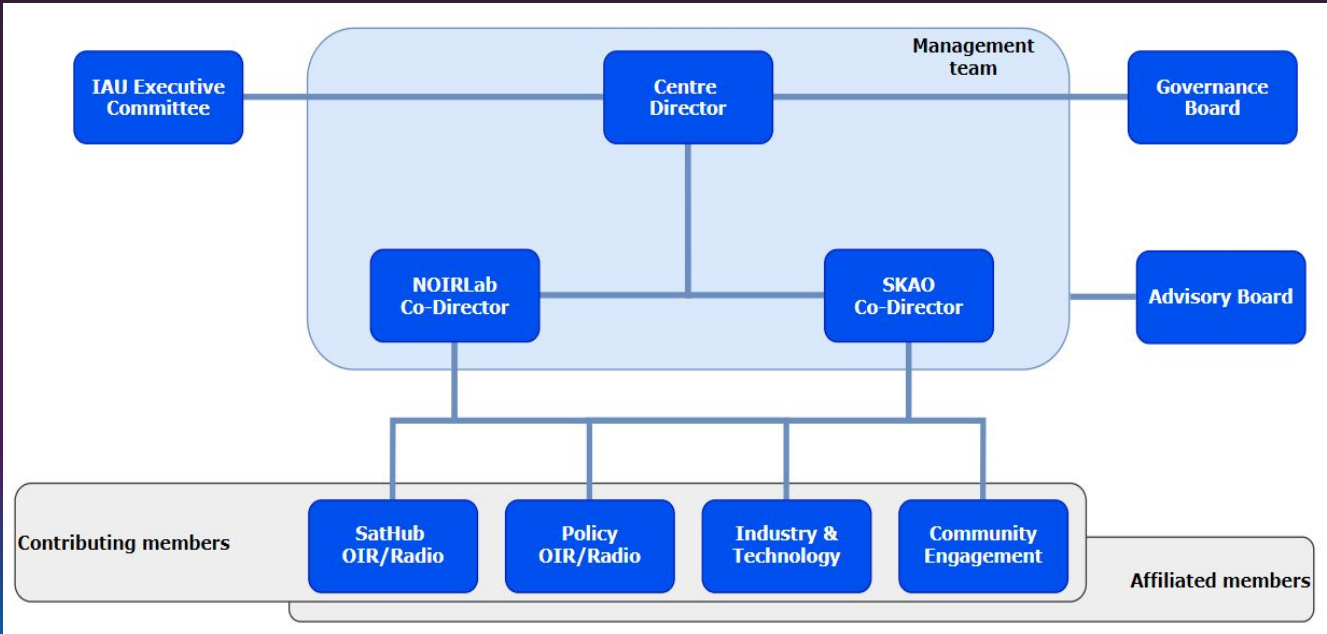 Management
team
IAU Executive
Committee
Centre
Director
Governance
Board
NOIRLab
Co-Director
SKAO
Co-Director
Advisory Board
Contributing members
SatHub
OIR/Radio
Policy
OIR/Radio
Industry &
Technology
Community
Engagement
Affiliated members